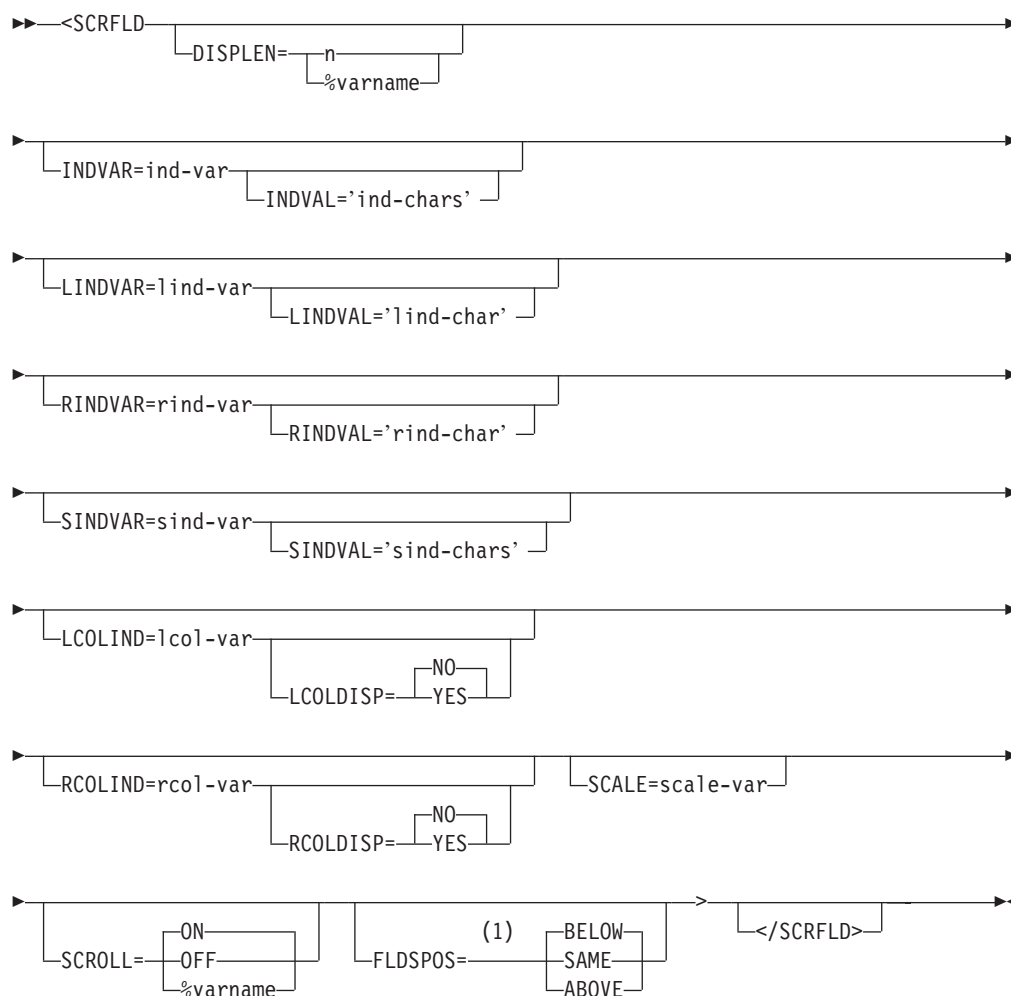 <SCRFLD
DISPLEN= n
%varname
INDVAR=ind-var
INDVAL='ind-chars'
LINDVAR=lind-var
LINDVAL='lind-char'
RINDVAR=rind-var
RINDVAL='rind-char'
SINDVAR=sind-var
SINDVAL='sind-chars'
LCOLIND=lcol-var
NO
LCOLDISP= YES
RCOLIND=rcol-var SCALE=scale-var
NO
RCOLDISP= YES
>
ON (1) BELOW </SCRFLD>
SCROLL= OFF FLDSPOS= SAME
%varname ABOVE